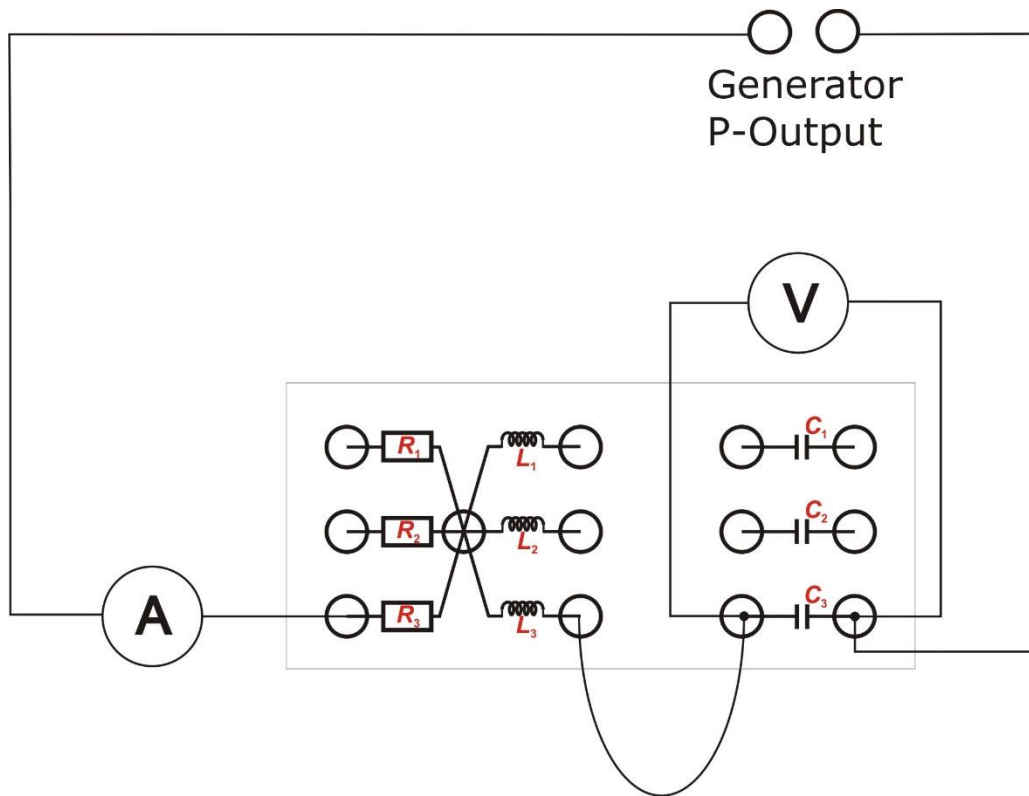 Generator
P-Output
V
R₁
L₁
C₁
R₂
L₂
C₂
A
R₃
L₃
C₃